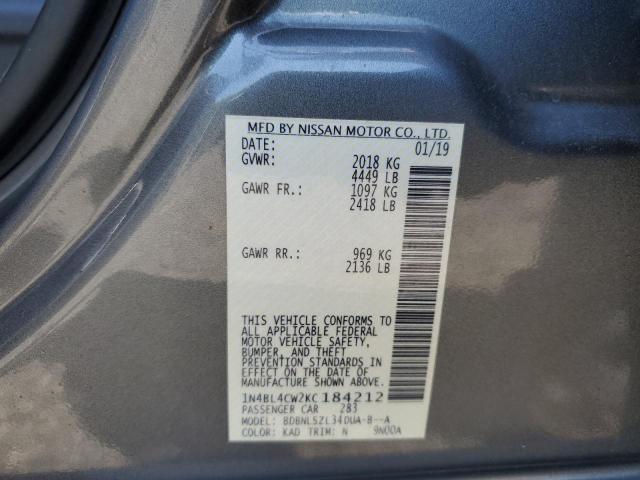 MFD BY NISSAN MOTOR CO., LTD.
DATE: 01/19
GVWR: 2018 KG
4449 LB
GAWR FR.: 1097 KG
2418 LB
GAWR RR.: 969 KG
2136 LB
THIS VEHICLE CONFORMS TO
ALL APPLICABLE FEDERAL
MOTOR VEHICLE SAFETY,
BUMPER, AND THEFT
PREVENTION STANDARDS IN
EFFECT ON THE DATE OF
MANUFACTURE SHOWN ABOVE.
1N4BL4CW2KC184212
PASSENGER CAR 283
MODEL: BDBNLSZL34DUA-B--A
COLOR: KAD TRIM: N 9N00A